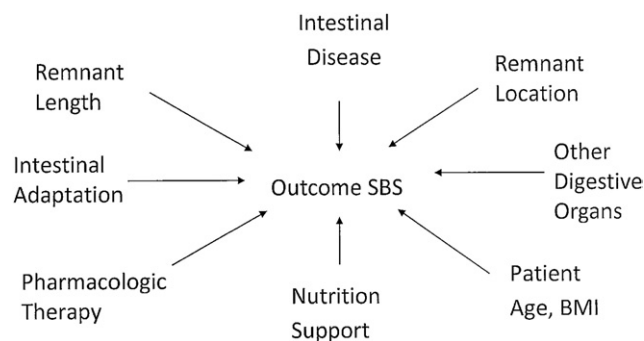 Intestinal
Disease
Remnant
Length
Remnant
Location
Intestinal
Adaptation
Outcome SBS
Other
Digestive
Organs
Pharmacologic
Therapy
Nutrition
Support
Patient
Age, BMI